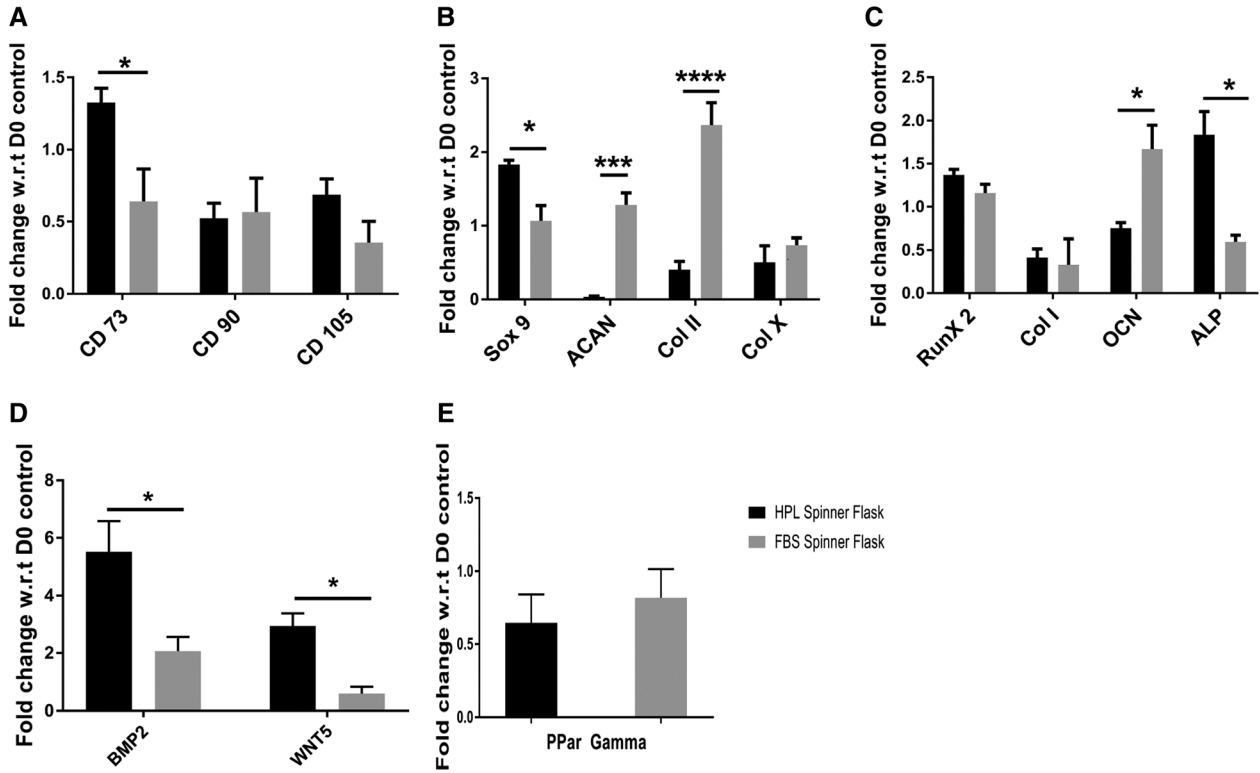 A
Fold change w.r.t D0 control
1.5
1.0
0.5
0.0
*
CD 73
CD 90
CD 105
B
Fold change w.r.t D0 control
3
2
1
0
*
***
****
Sox 9
ACAN
Col II
Col X
C
Fold change w.r.t D0 control
2.5
2.0
1.5
1.0
0.5
0.0
*
*
RunX 2
Col I
OCN
ALP
D
Fold change w.r.t D0 control
8
6
4
2
0
*
*
BMP2
WNT5
E
Fold change w.r.t D0 control
1.5
1.0
0.5
0.0
PPar Gamma
HPL Spinner Flask
FBS Spinner Flask